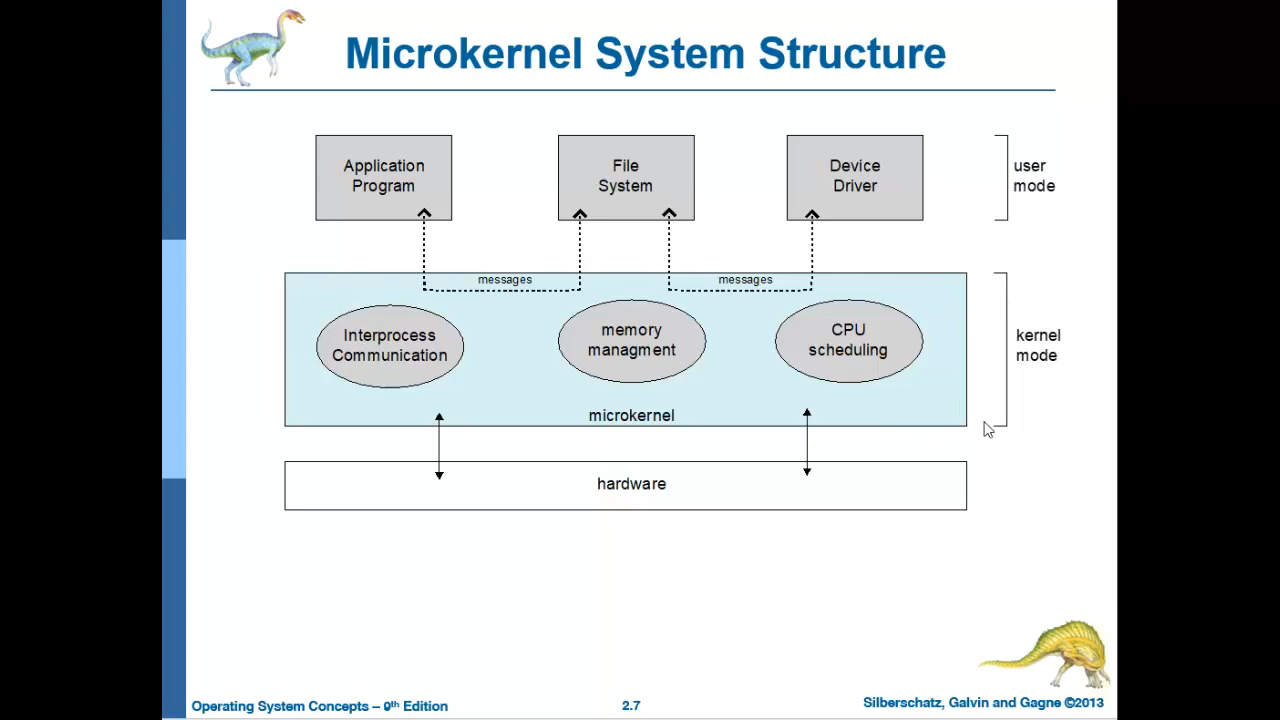 Microkernel System Structure
Application
Program
File
System
Device
Driver
user
mode
messages
messages
Interprocess
Communication
memory
managment
CPU
scheduling
kernel
mode
microkernel
hardware
Operating System Concepts – 9th Edition
2.7
Silberschatz, Galvin and Gagne ©2013